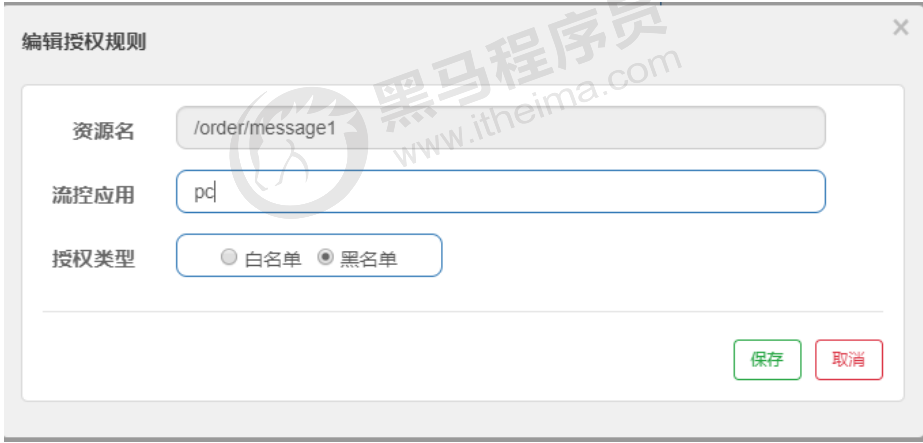 编辑授权规则
×
资源名 /order/message1
流控应用 pc
授权类型 白名单 黑名单
保存 取消
黑马程序员
www.itheima.com